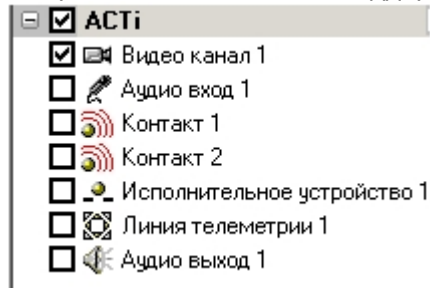 ACTi
Видео канал 1
Аудио вход 1
Контакт 1
Контакт 2
Исполнительное устройство 1
Линия телеметрии 1
Аудио выход 1